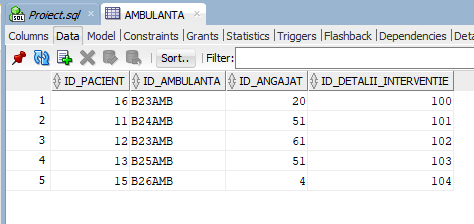 Proiect.sql × AMBULANTA ×
Columns Data Model Constraints Grants Statistics Triggers Flashback Dependencies Deta
Sort.. Filter:
ID_PACIENT ID_AMBULANTA ID_ANGAJAT ID_DETALII_INTERVENTIE
1 16 B23AMB 20 100
2 11 B24AMB 51 101
3 12 B23AMB 61 102
4 13 B25AMB 51 103
5 15 B26AMB 4 104